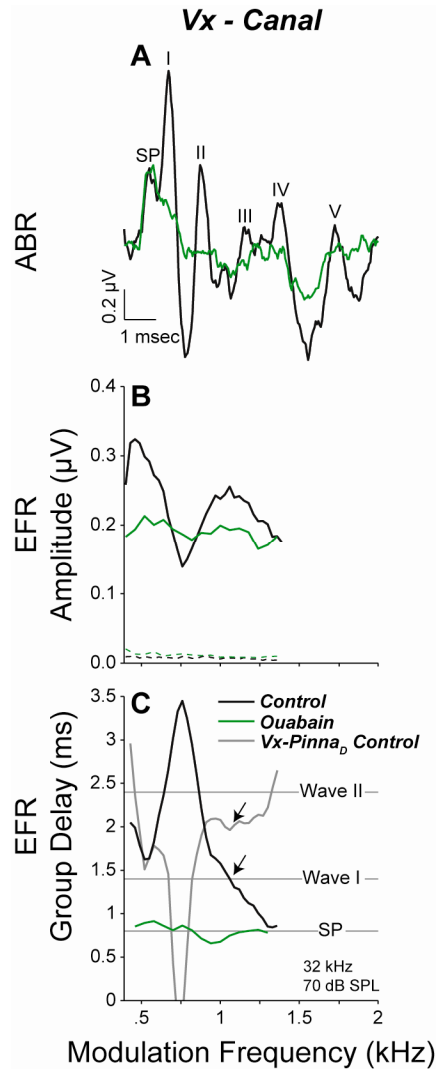 Vx - Canal
A
I
SP
II
III
IV
V
ABR
0.2 µV
1 msec
B
0.4
0.3
0.2
0.1
0.0
EFR
Amplitude (µV)
C
3.5
3
2.5
2
1.5
1
0.5
0
EFR
Group Delay (ms)
Control
Ouabain
Vx-PinnaD Control
Wave II
Wave I
SP
32 kHz
70 dB SPL
.5 1 1.5 2
Modulation Frequency (kHz)